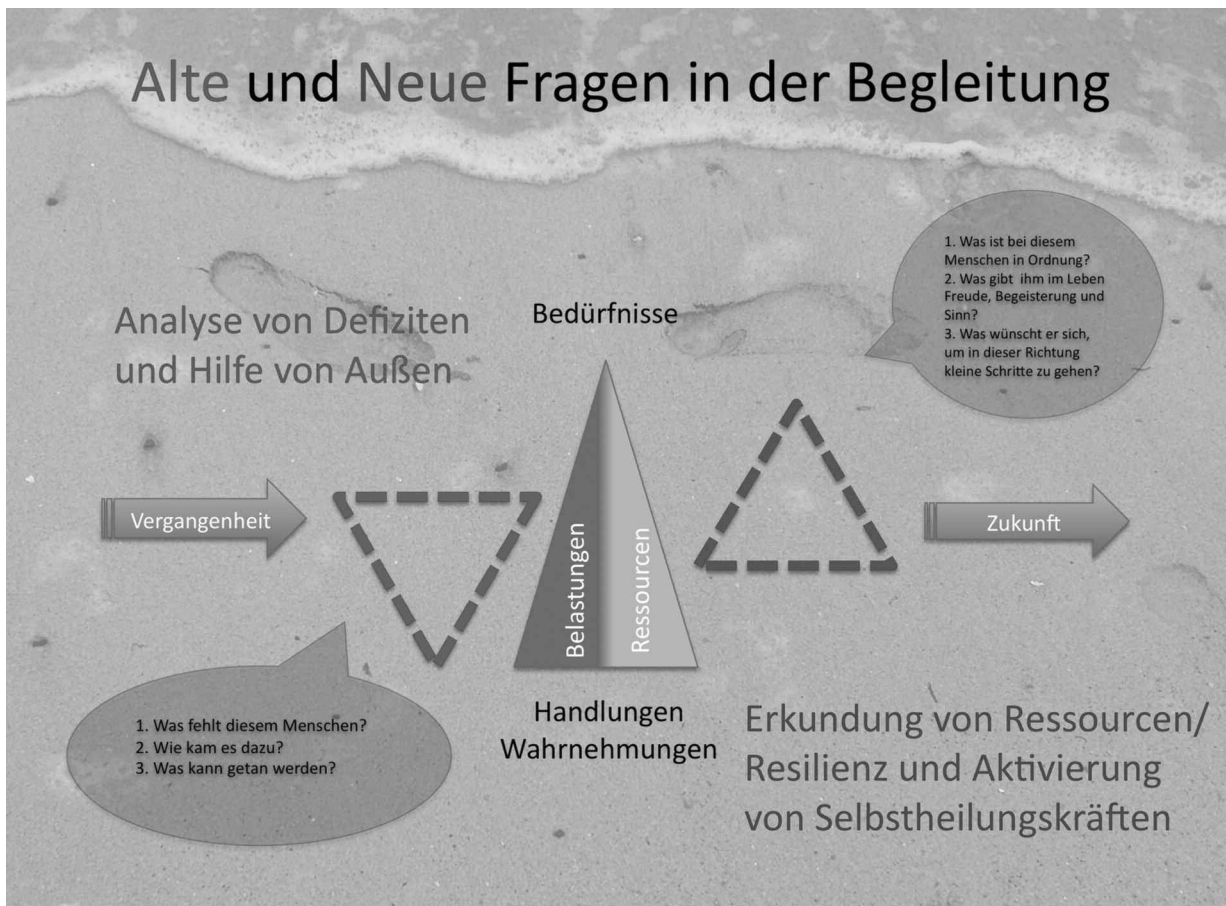 Alte und Neue Fragen in der Begleitung
Analyse von Defiziten
und Hilfe von Außen
Bedürfnisse
1. Was ist bei diesem
Menschen in Ordnung?
2. Was gibt ihm im Leben
Freude, Begeisterung und
Sinn?
3. Was wünscht er sich,
um in dieser Richtung
kleine Schritte zu gehen?
Vergangenheit
Belastungen
Ressourcen
Zukunft
1. Was fehlt diesem Menschen?
2. Wie kam es dazu?
3. Was kann getan werden?
Handlungen
Wahrnehmungen
Erkundung von Ressourcen/
Resilienz und Aktivierung
von Selbstheilungskräften